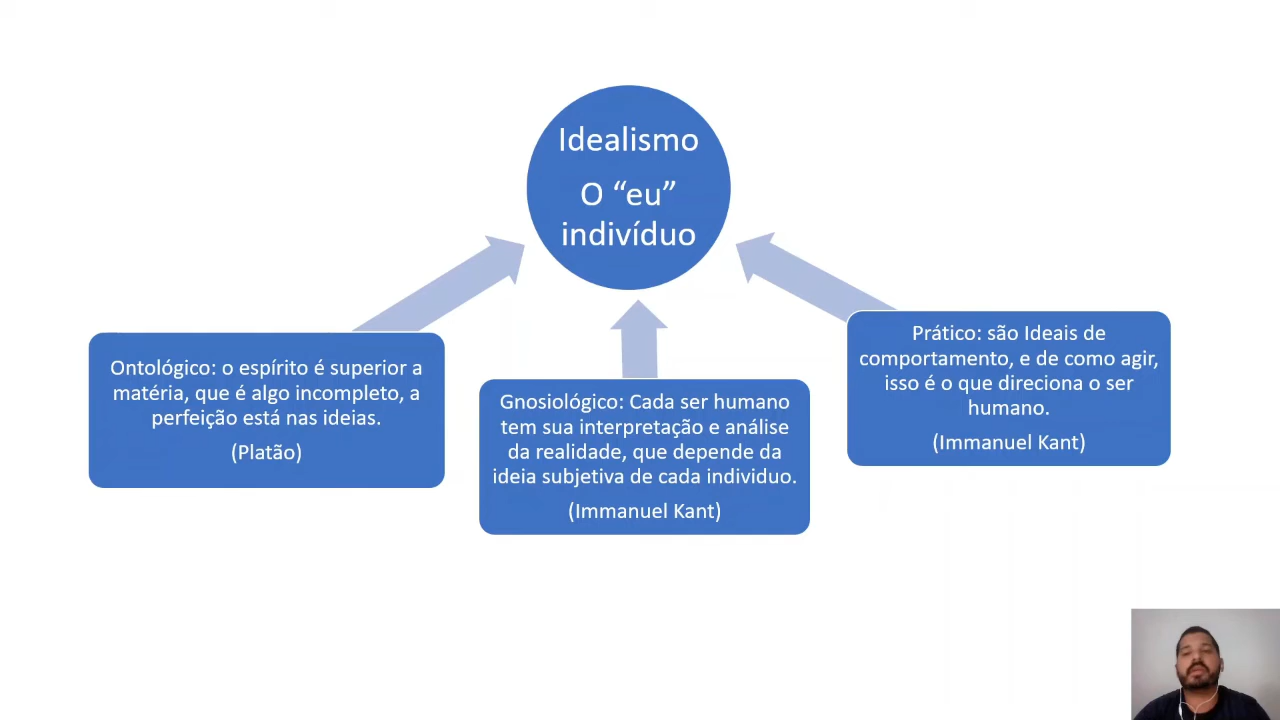 Idealismo
O “eu”
indivíduo
Ontológico: o espírito é superior a
matéria, que é algo incompleto, a
perfeição está nas ideias.
(Platão)
Gnosiológico: Cada ser humano
tem sua interpretação e análise
da realidade, que depende da
ideia subjetiva de cada individuo.
(Immanuel Kant)
Prático: são Ideais de
comportamento, e de como agir,
isso é o que direciona o ser
humano.
(Immanuel Kant)